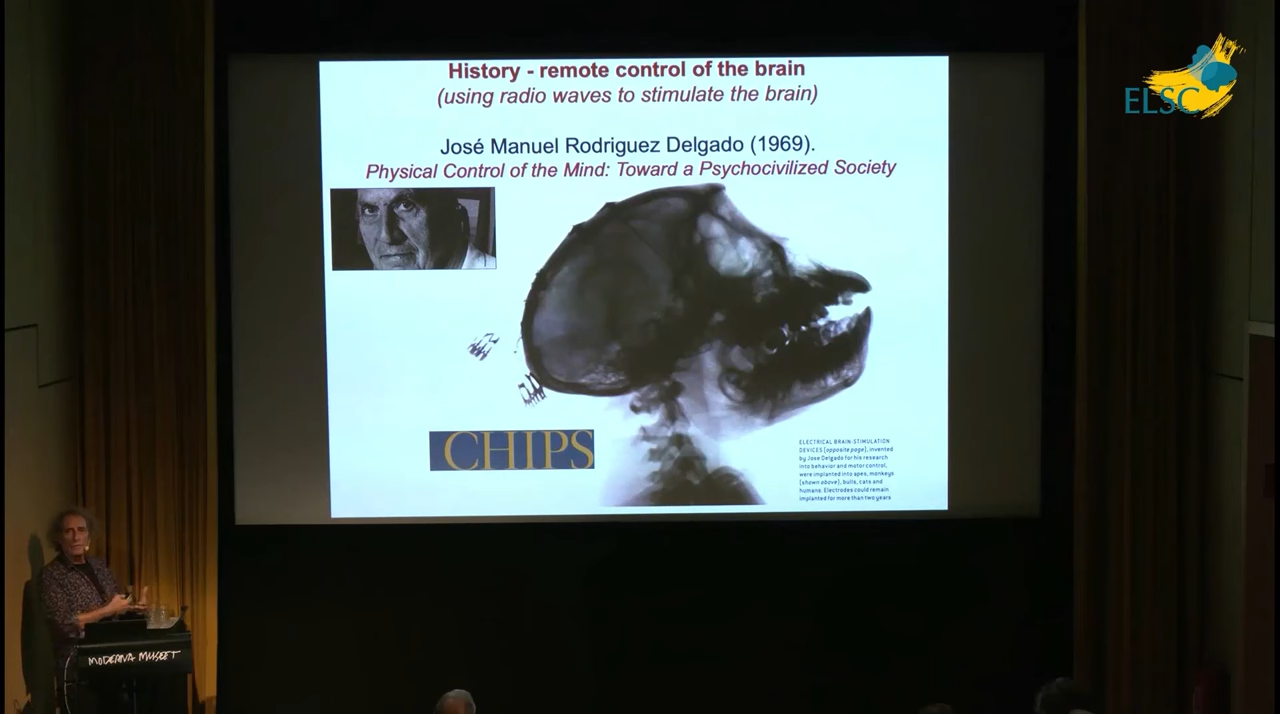 History - remote control of the brain
(using radio waves to stimulate the brain)
José Manuel Rodriguez Delgado (1969).
Physical Control of the Mind: Toward a Psychocivilized Society
CHIPS
ELECTRICAL BRAIN-STIMULATION
DEVICES (opposite page), invented
by Jose Delgado for his research
into behavior and motor control,
were implanted into apes, monkeys
(shown above), bulls, cats and
humans. Electrodes could remain
implanted for more than two years
ELSC
MODERNA MUSEET